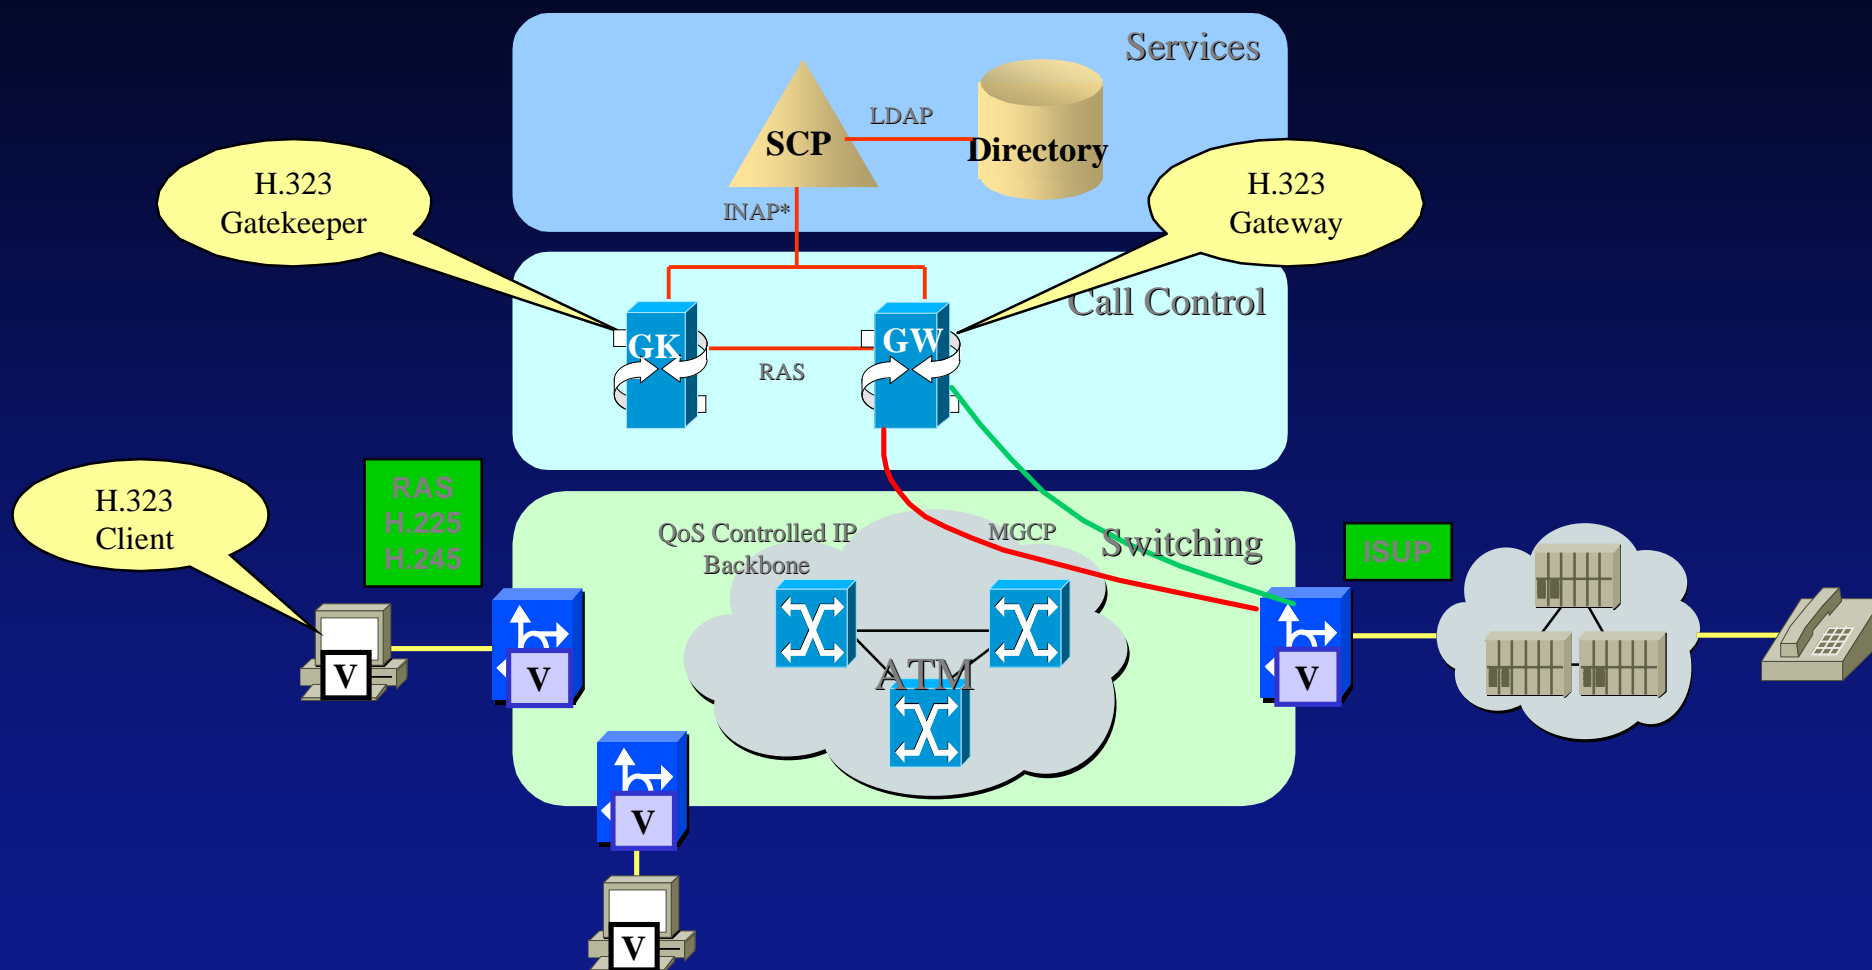 Services
LDAP
SCP
Directory
INAP*
H.323
Gatekeeper
H.323
Gateway
Call Control
GK
GW
RAS
RAS
H.225
H.245
H.323
Client
QoS Controlled IP
Backbone
MGCP
Switching
ISUP
ATM
V
V
V
V
V